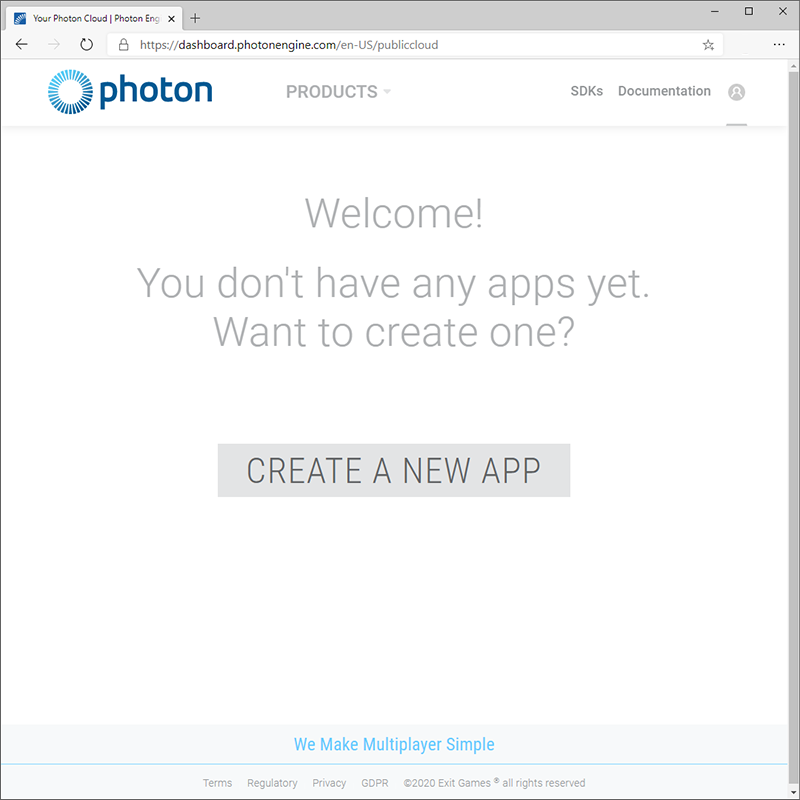 Your Photon Cloud | Photon Eng
https://dashboard.photonengine.com/en-US/publiccloud
photon
PRODUCTS
SDKs
Documentation
Welcome!
You don't have any apps yet.
Want to create one?
CREATE A NEW APP
We Make Multiplayer Simple
Terms Regulatory Privacy GDPR ©2020 Exit Games ® all rights reserved